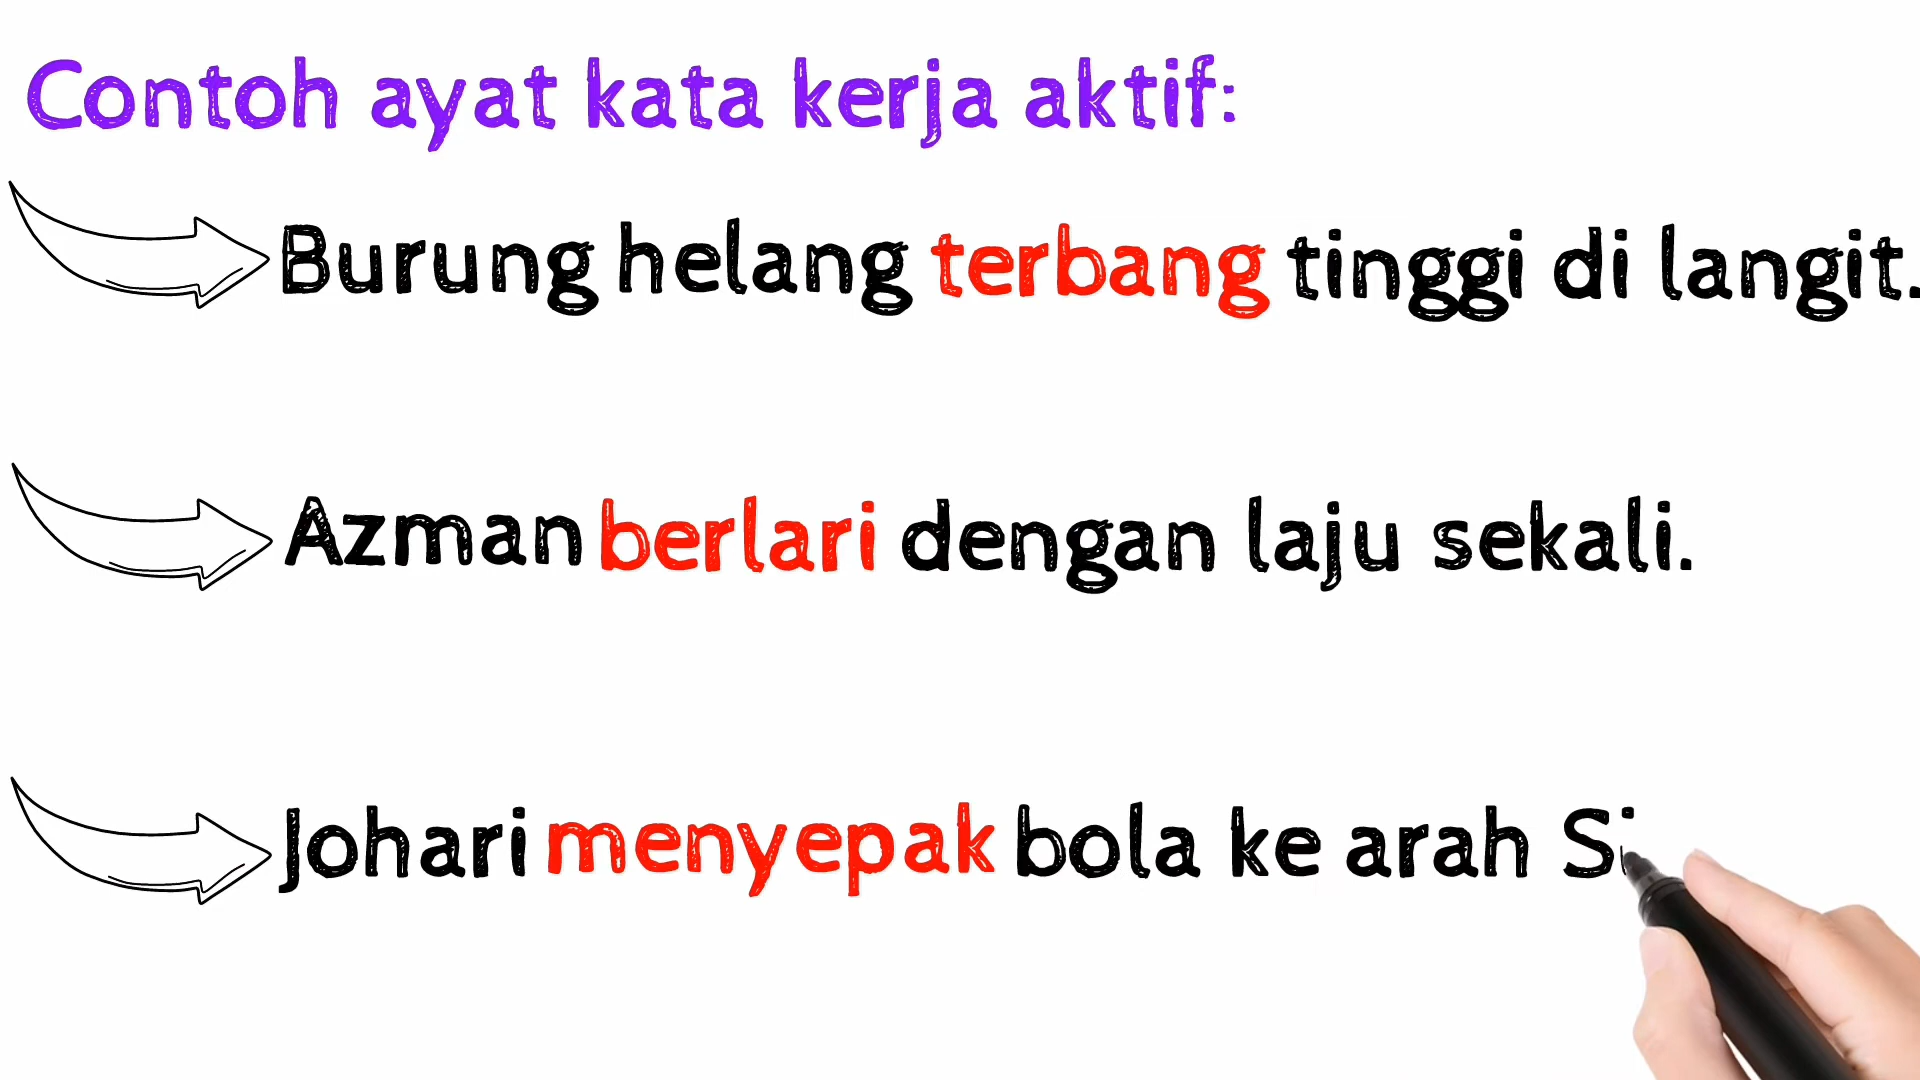 Contoh ayat kata kerja aktif:
Burung helang terbang tinggi di langit.
Azman berlari dengan laju sekali.
Johari menyepak bola ke arah